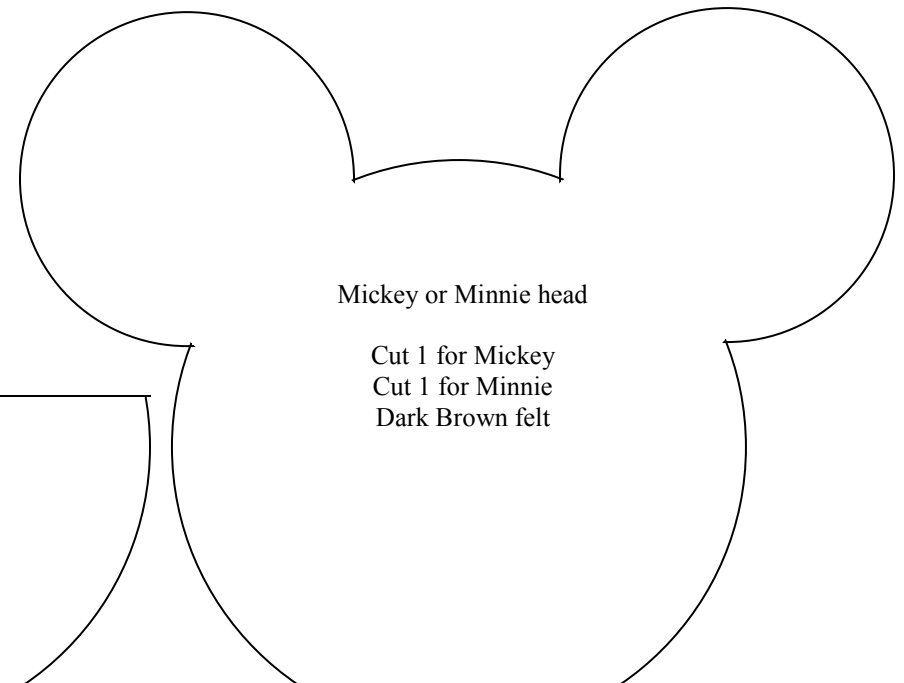 Mickey or Minnie head
Cut 1 for Mickey
Cut 1 for Minnie
Dark Brown felt